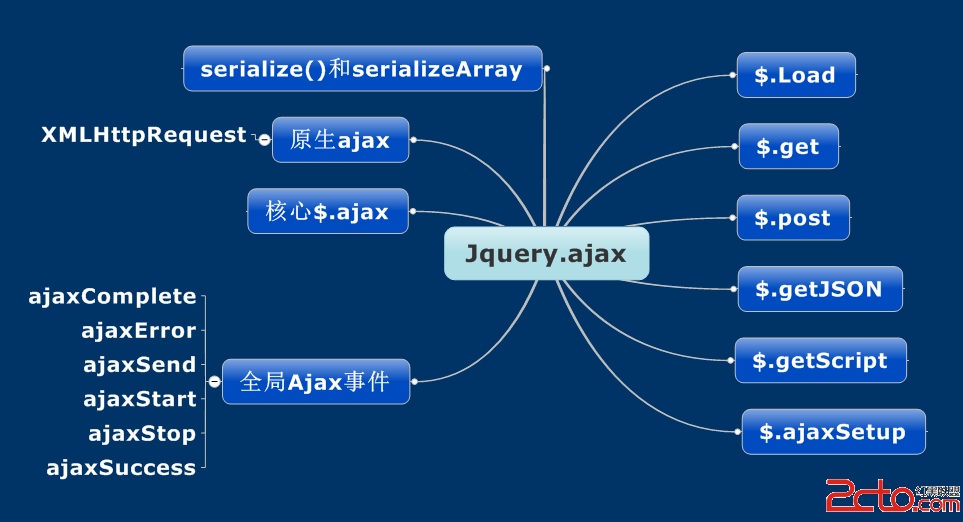 serialize()和serializeArray
XMLHttpRequest
原生ajax
核心$.ajax
Jquery.ajax
ajaxComplete
ajaxError
ajaxSend
ajaxStart
ajaxStop
ajaxSuccess
全局Ajax事件
$.Load
$.get
$.post
$.getJSON
$.getScript
$.ajaxSetup
2cto.com